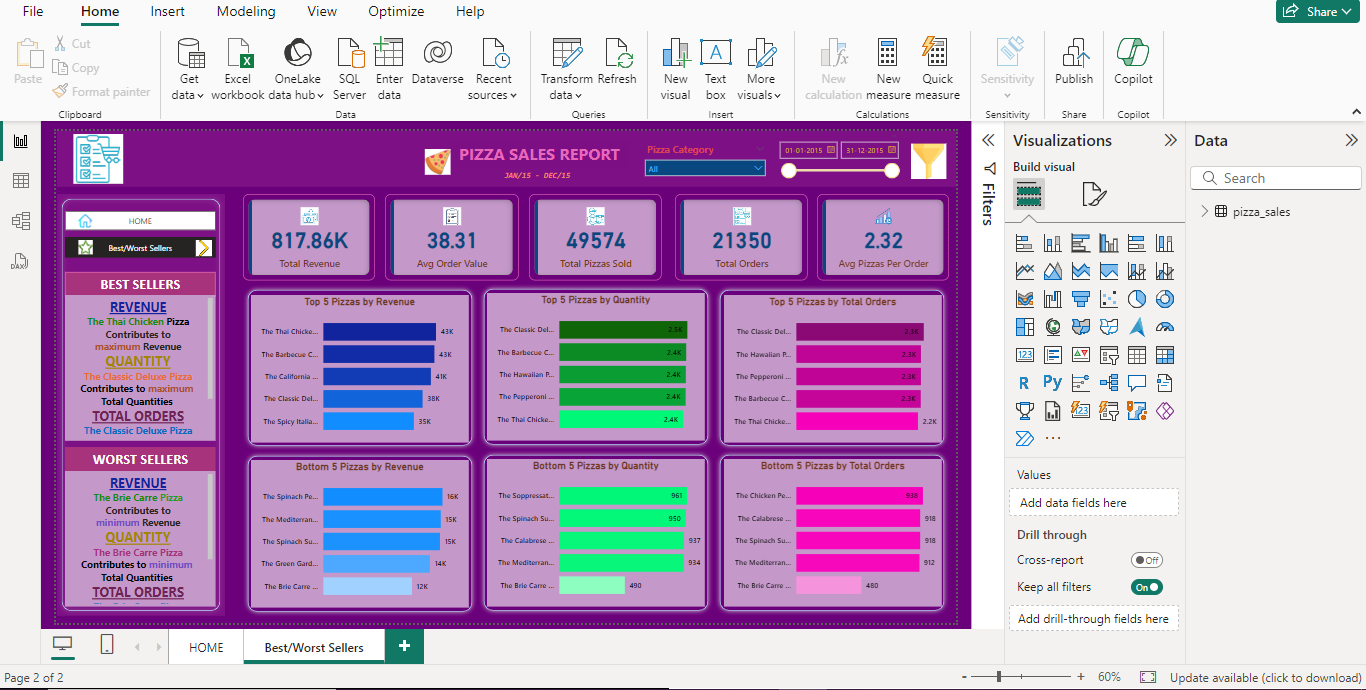 File Home Insert Modeling View Optimize Help Share
Paste
Cut
Copy
Format painter
Clipboard
Get data
Excel workbook
OneLake data hub
SQL Server
Enter data
Dataverse
Recent sources
Data
Transform data
Refresh
Queries
New visual
Text box
More visuals
Insert
New calculation
New measure
Quick measure
Calculations
Sensitivity
Sensitivity
Publish
Share
Copilot
Copilot
PIZZA SALES REPORT
JAN/15 - DEC/15
Pizza Category
All
01-01-2015 31-12-2015
HOME
Best/Worst Sellers
817.86K
Total Revenue
38.31
Avg Order Value
49574
Total Pizzas Sold
21350
Total Orders
2.32
Avg Pizzas Per Order
BEST SELLERS
REVENUE
The Thai Chicken Pizza
Contributes to
maximum Revenue
QUANTITY
The Classic Deluxe Pizza
Contributes to maximum
Total Quantities
TOTAL ORDERS
The Classic Deluxe Pizza
WORST SELLERS
REVENUE
The Brie Carre Pizza
Contributes to
minimum Revenue
QUANTITY
The Brie Carre Pizza
Contributes to minimum
Total Quantities
TOTAL ORDERS
Top 5 Pizzas by Revenue
The Thai Chicke... 43K
The Barbecue C... 43K
The California ... 41K
The Classic Del... 38K
The Spicy Italia... 35K
Top 5 Pizzas by Quantity
The Classic Del... 2.5K
The Barbecue C... 2.4K
The Hawaiian P... 2.4K
The Pepperoni ... 2.4K
The Thai Chicke... 2.4K
Top 5 Pizzas by Total Orders
The Classic Del... 2.3K
The Hawaiian P... 2.3K
The Pepperoni ... 2.3K
The Barbecue C... 2.3K
The Thai Chicke... 2.2K
Bottom 5 Pizzas by Revenue
The Spinach Pe... 16K
The Mediterran... 15K
The Spinach Su... 15K
The Green Gard... 14K
The Brie Carre ... 12K
Bottom 5 Pizzas by Quantity
The Soppressat... 961
The Spinach Su... 950
The Calabrese ... 937
The Mediterran... 934
The Brie Carre ... 490
Bottom 5 Pizzas by Total Orders
The Chicken Pe... 938
The Calabrese ... 918
The Spinach Su... 918
The Mediterran... 912
The Brie Carre ... 480
Filters
Visualizations
Build visual
123
R Py
123
Values
Add data fields here
Drill through
Cross-report Off
Keep all filters On
Add drill-through fields here
Data
Search
pizza_sales
HOME Best/Worst Sellers +
Page 2 of 2
- + 60% Update available (click to download)